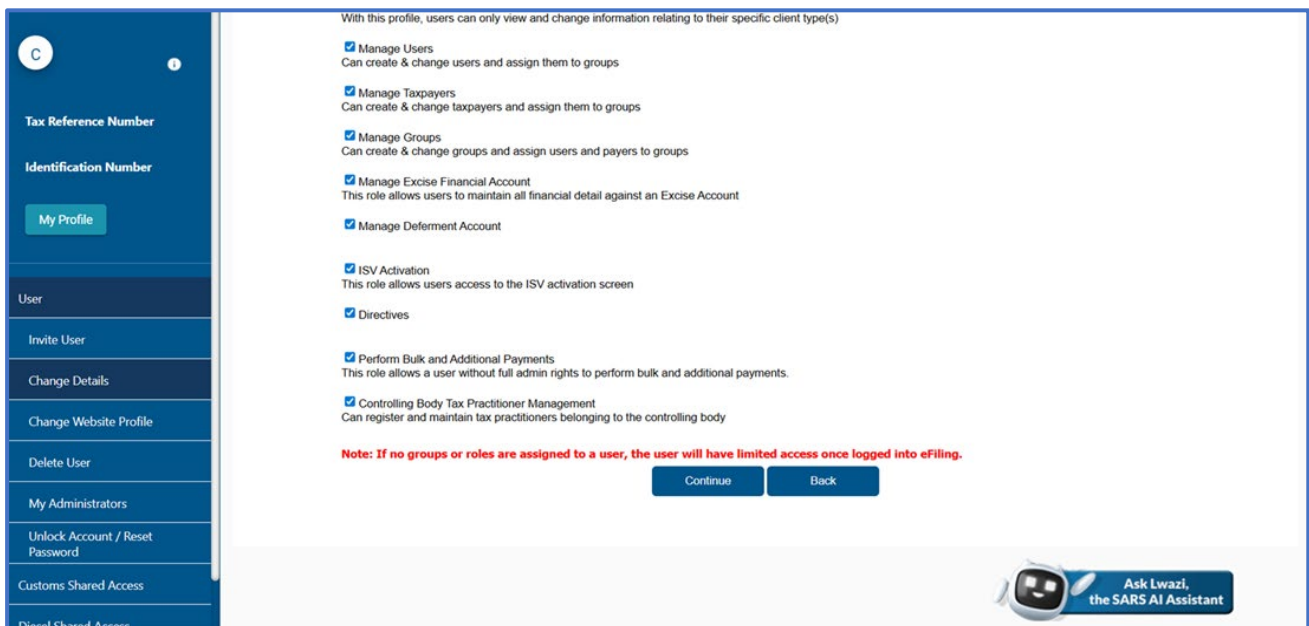 C
i
Tax Reference Number
Identification Number
My Profile
User
Invite User
Change Details
Change Website Profile
Delete User
My Administrators
Unlock Account / Reset
Password
Customs Shared Access
Diesel Shared Access
With this profile, users can only view and change information relating to their specific client type(s)
Manage Users
Can create & change users and assign them to groups
Manage Taxpayers
Can create & change taxpayers and assign them to groups
Manage Groups
Can create & change groups and assign users and payers to groups
Manage Excise Financial Account
This role allows users to maintain all financial detail against an Excise Account
Manage Deferment Account
ISV Activation
This role allows users access to the ISV activation screen
Directives
Perform Bulk and Additional Payments
This role allows a user without full admin rights to perform bulk and additional payments.
Controlling Body Tax Practitioner Management
Can register and maintain tax practitioners belonging to the controlling body
Note: If no groups or roles are assigned to a user, the user will have limited access once logged into eFiling.
Continue
Back
Ask Lwazi,
the SARS AI Assistant